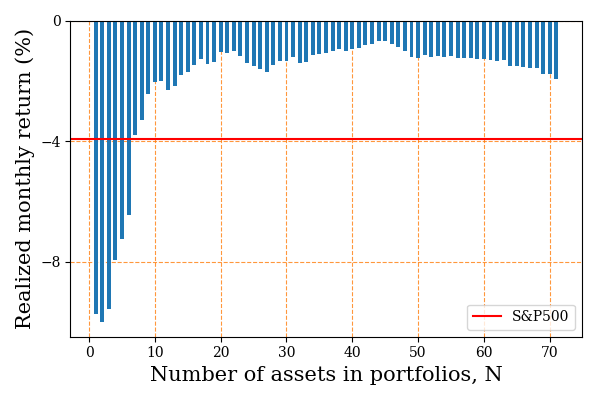 Realized monthly return (%)
0
−4
−8
S&P500
0 10 20 30 40 50 60 70
Number of assets in portfolios, N